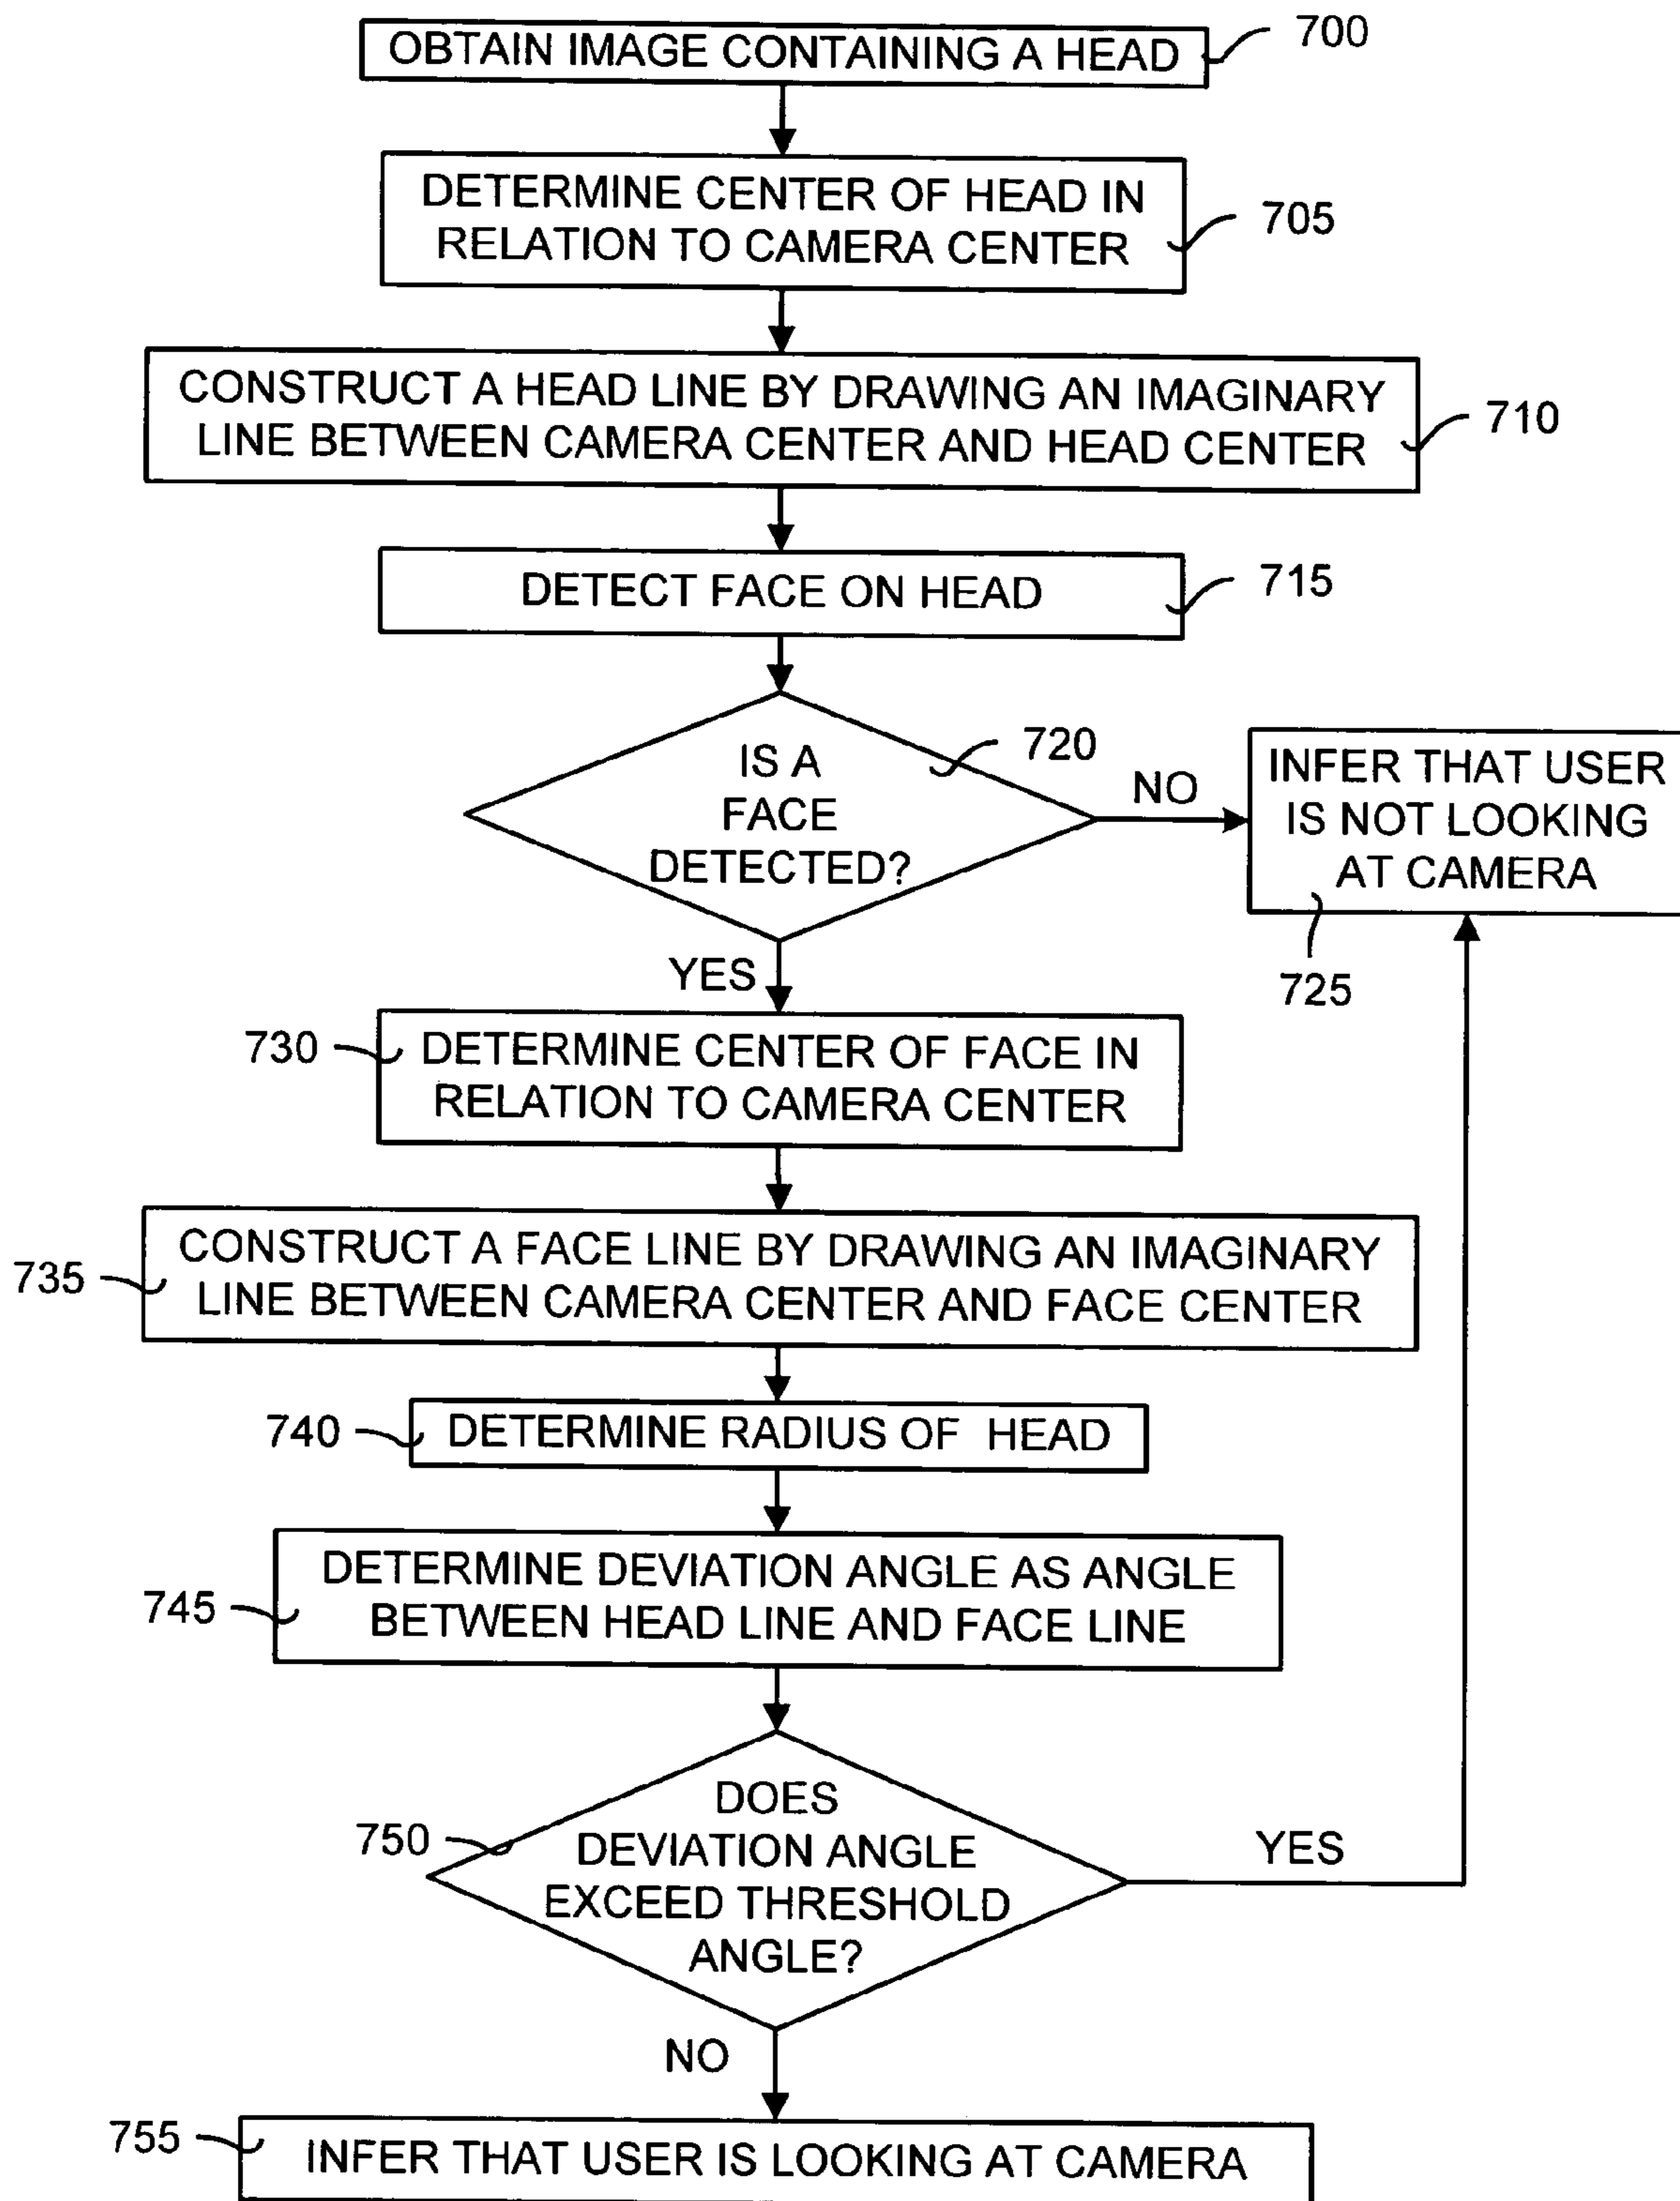 OBTAIN IMAGE CONTAINING A HEAD
700
DETERMINE CENTER OF HEAD IN
RELATION TO CAMERA CENTER
705
CONSTRUCT A HEAD LINE BY DRAWING AN IMAGINARY
LINE BETWEEN CAMERA CENTER AND HEAD CENTER
710
DETECT FACE ON HEAD
715
IS A
FACE
DETECTED?
720
NO
INFER THAT USER
IS NOT LOOKING
AT CAMERA
725
YES
730
DETERMINE CENTER OF FACE IN
RELATION TO CAMERA CENTER
735
CONSTRUCT A FACE LINE BY DRAWING AN IMAGINARY
LINE BETWEEN CAMERA CENTER AND FACE CENTER
740
DETERMINE RADIUS OF HEAD
745
DETERMINE DEVIATION ANGLE AS ANGLE
BETWEEN HEAD LINE AND FACE LINE
750
DOES
DEVIATION ANGLE
EXCEED THRESHOLD
ANGLE?
YES
NO
755
INFER THAT USER IS LOOKING AT CAMERA